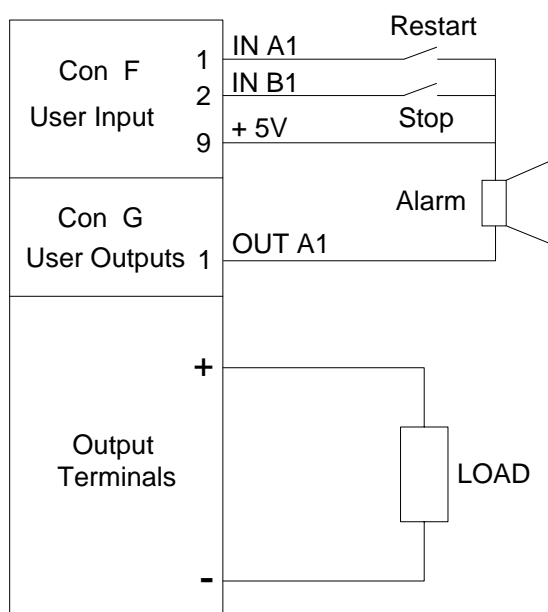 Restart
IN A1
1
Con F
IN B1
2
User Input
Stop
+ 5V
9
Alarm
Con G
OUT A1
User Outputs 1
+
Output
Terminals
LOAD
-